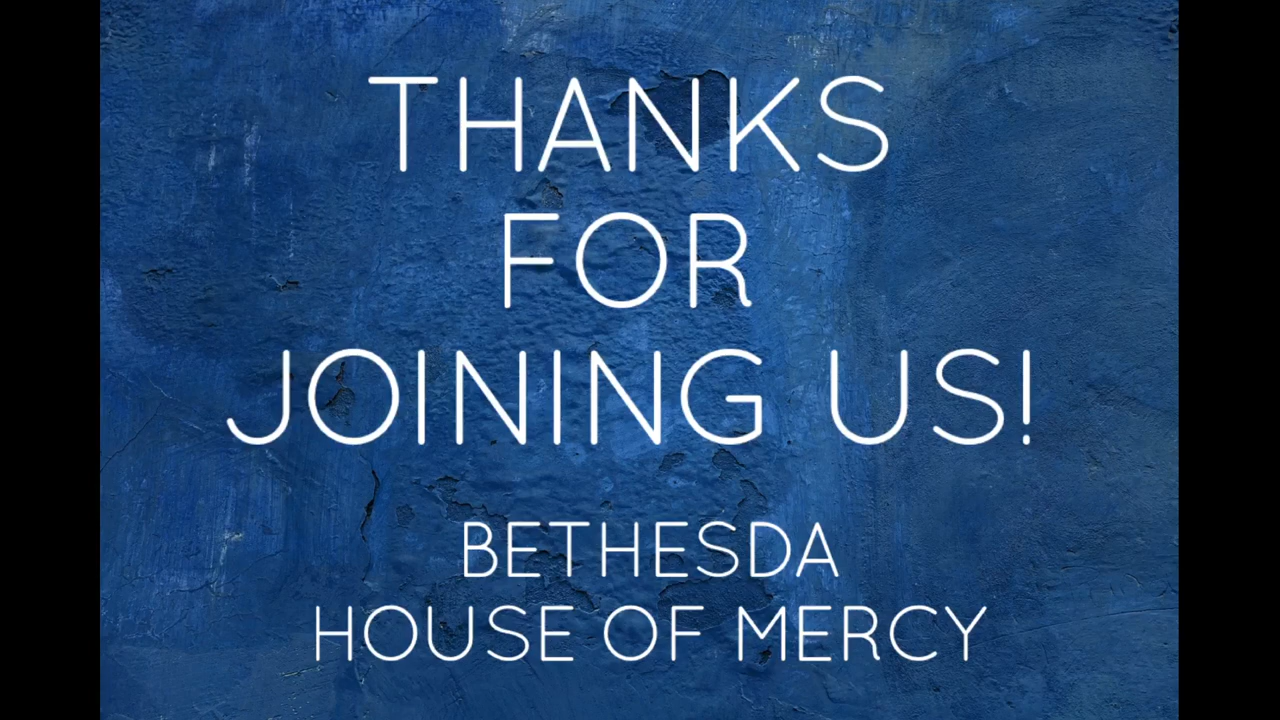 THANKS
FOR
JOINING US!
BETHESDA
HOUSE OF MERCY